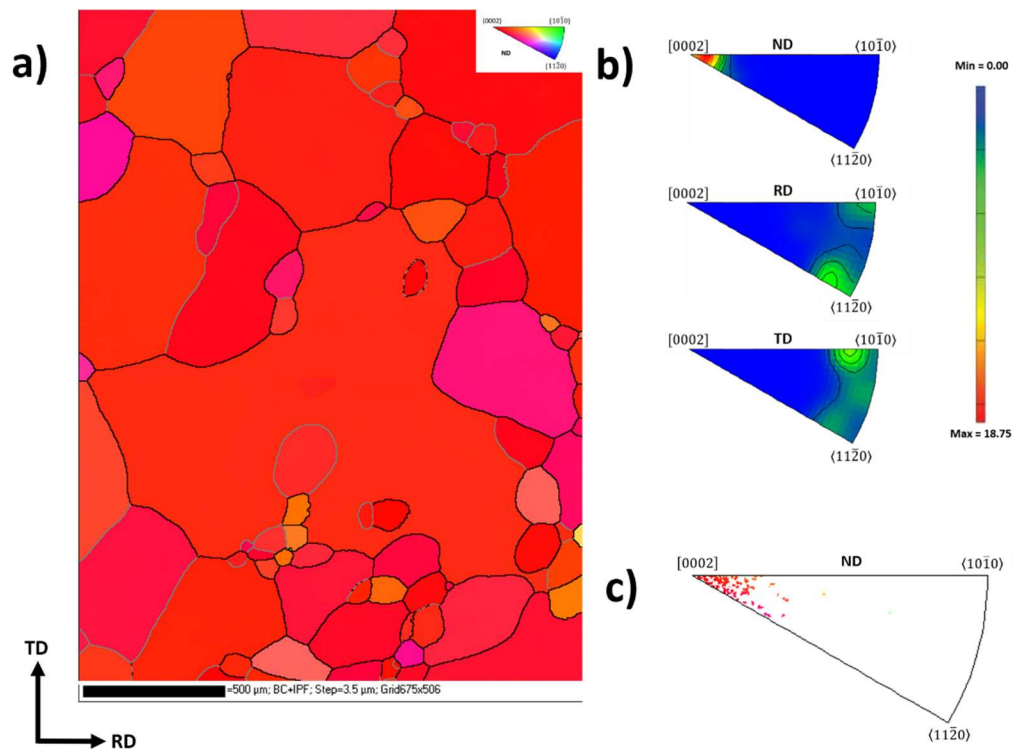 a)
(0002)
[101̅0]
ND
[112̅0]
TD
RD
=500 µm; BC+IPF; Step=3.5 µm; Grid675x506
b)
[0002]
ND
⟨101̅0⟩
⟨112̅0⟩
RD
[0002]
⟨101̅0⟩
⟨112̅0⟩
TD
[0002]
⟨101̅0⟩
⟨112̅0⟩
Min = 0.00
Max = 18.75
c)
[0002]
ND
⟨101̅0⟩
⟨112̅0⟩